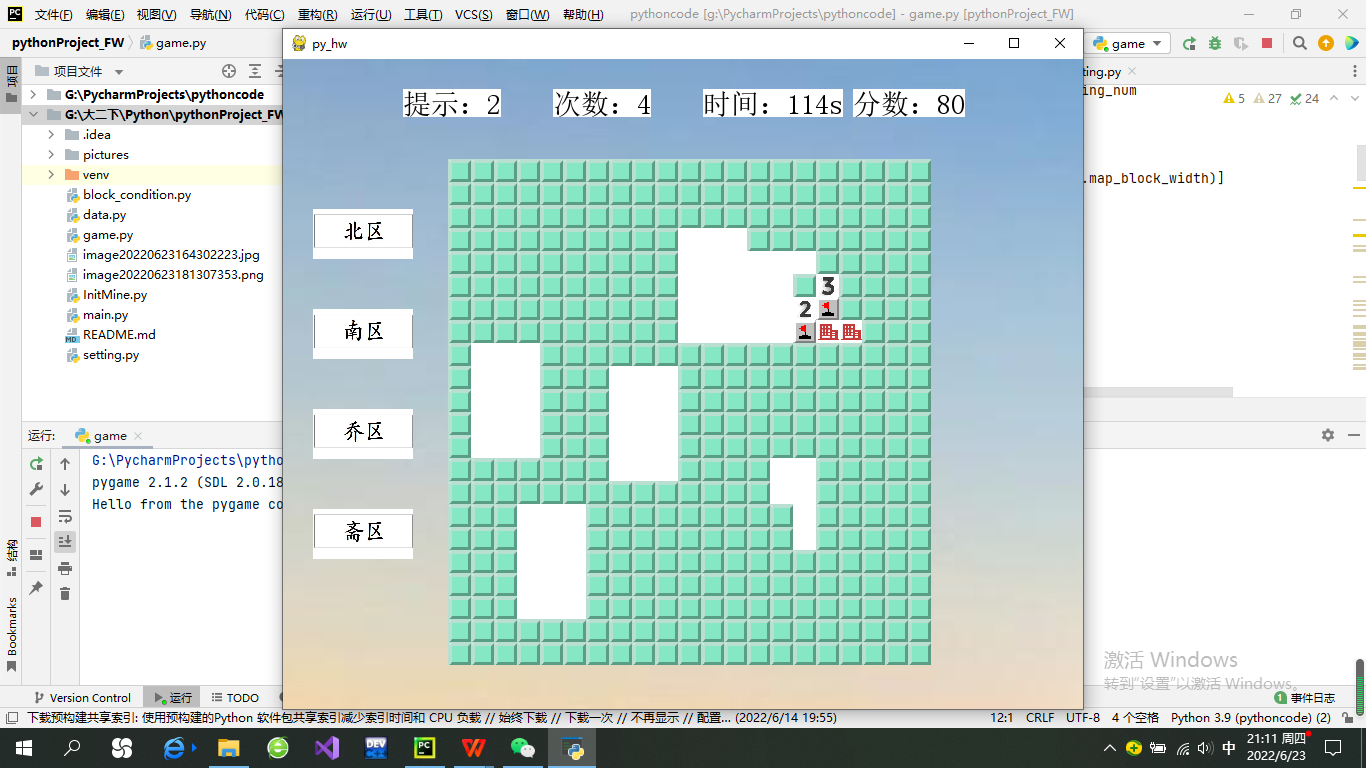 文件(F) 编辑(E) 视图(V) 导航(N) 代码(C) 重构(R) 运行(U) 工具(T) VCS(S) 窗口(W) 帮助(H) pythoncode [g:\PycharmProjects\pythoncode] - game.py [pythonProject_FW]
pythonProject_FW game.py
py_hw
game
项目
项目文件
ting.py
G:\PycharmProjects\pythoncode
ing_num
5 27 24
G:\大二下\Python\pythonProject_FW
提示：2 次数：4 时间：114s 分数：80
.idea
pictures
venv
.map_block_width)]
block_condition.py
data.py
game.py
image20220623164302223.jpg
image20220623181307353.png
InitMine.py
main.py
README.md
setting.py
北区
南区
乔区
斋区
3
2
运行: game
G:\PycharmProjects\pytho
pygame 2.1.2 (SDL 2.0.18
Hello from the pygame co
结构
Bookmarks
激活 Windows
转到"设置"以激活 Windows。
Version Control 运行 TODO
1 事件日志
下载预构建共享索引: 使用预构建的Python 软件包共享索引减少索引时间和 CPU 负载 // 始终下载 // 下载一次 // 不再显示 // 配置... (2022/6/14 19:55) 12:1 CRLF UTF-8 4 个空格 Python 3.9 (pythoncode) (2)
DEV
PC
中
21:11 周四
2022/6/23